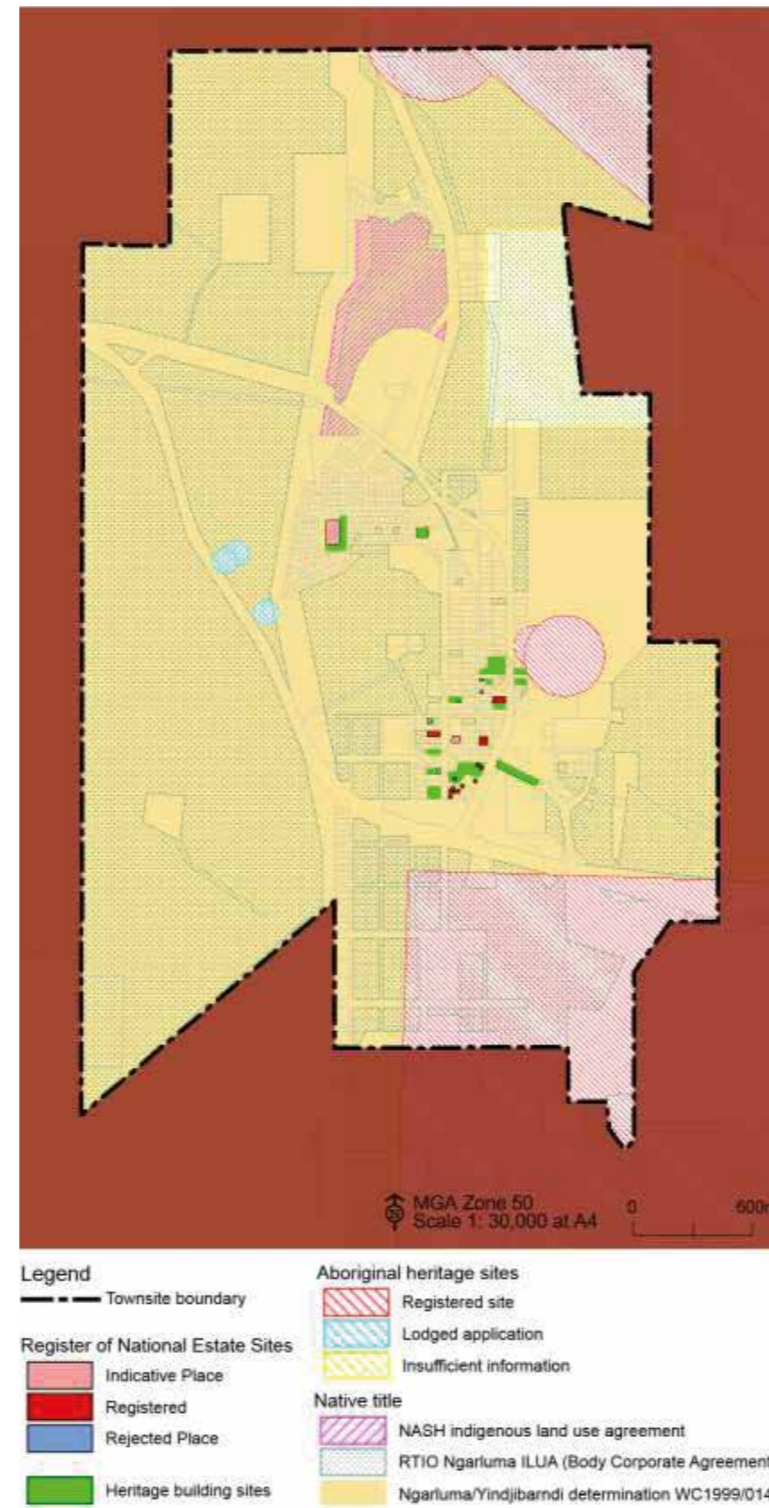 MGA Zone 50
Scale 1: 30,000 at A4
0 600m
Legend
Townsite boundary
Register of National Estate Sites
Indicative Place
Registered
Rejected Place
Heritage building sites
Aboriginal heritage sites
Registered site
Lodged application
Insufficient information
Native title
NASH indigenous land use agreement
RTIO Ngarluma ILUA (Body Corporate Agreement
Ngarluma/Yindjibarndi determination WC1999/014